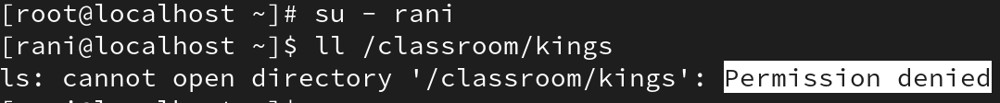 [root@localhost ~]# su - rani
[rani@localhost ~]$ ll /classroom/kings
ls: cannot open directory '/classroom/kings': Permission denied